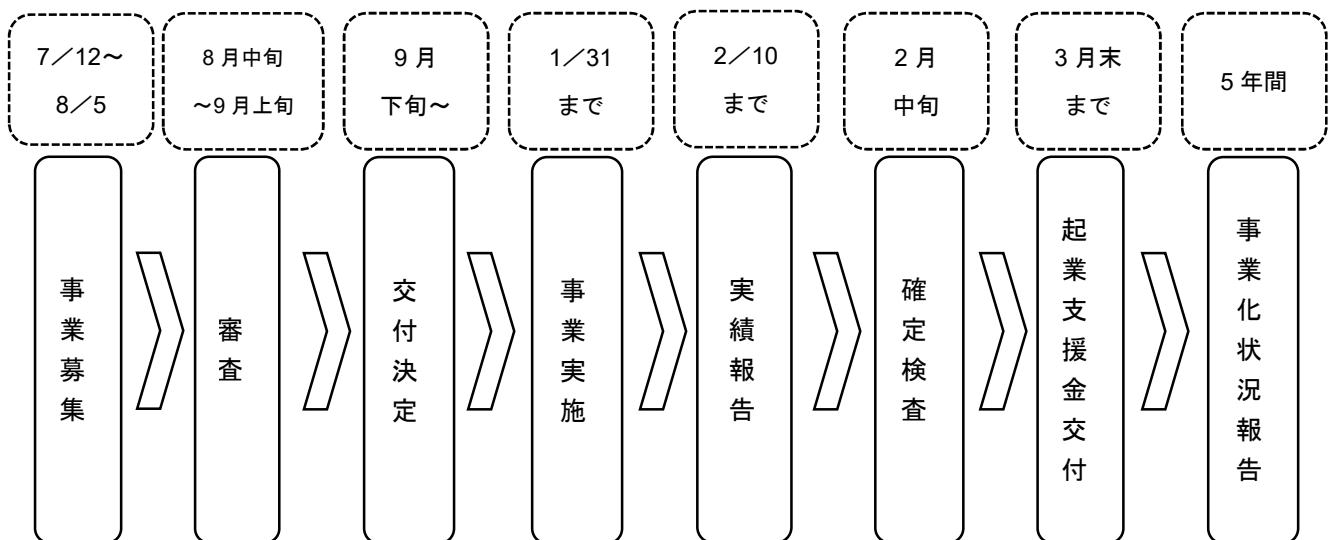 7／12～
8／5
8月中旬
～9月上旬
9月
下旬～
1／31
まで
2／10
まで
2月
中旬
3月末
まで
5年間
事業募集
審査
交付決定
事業実施
実績報告
確定検査
起業支援金交付
事業化状況報告